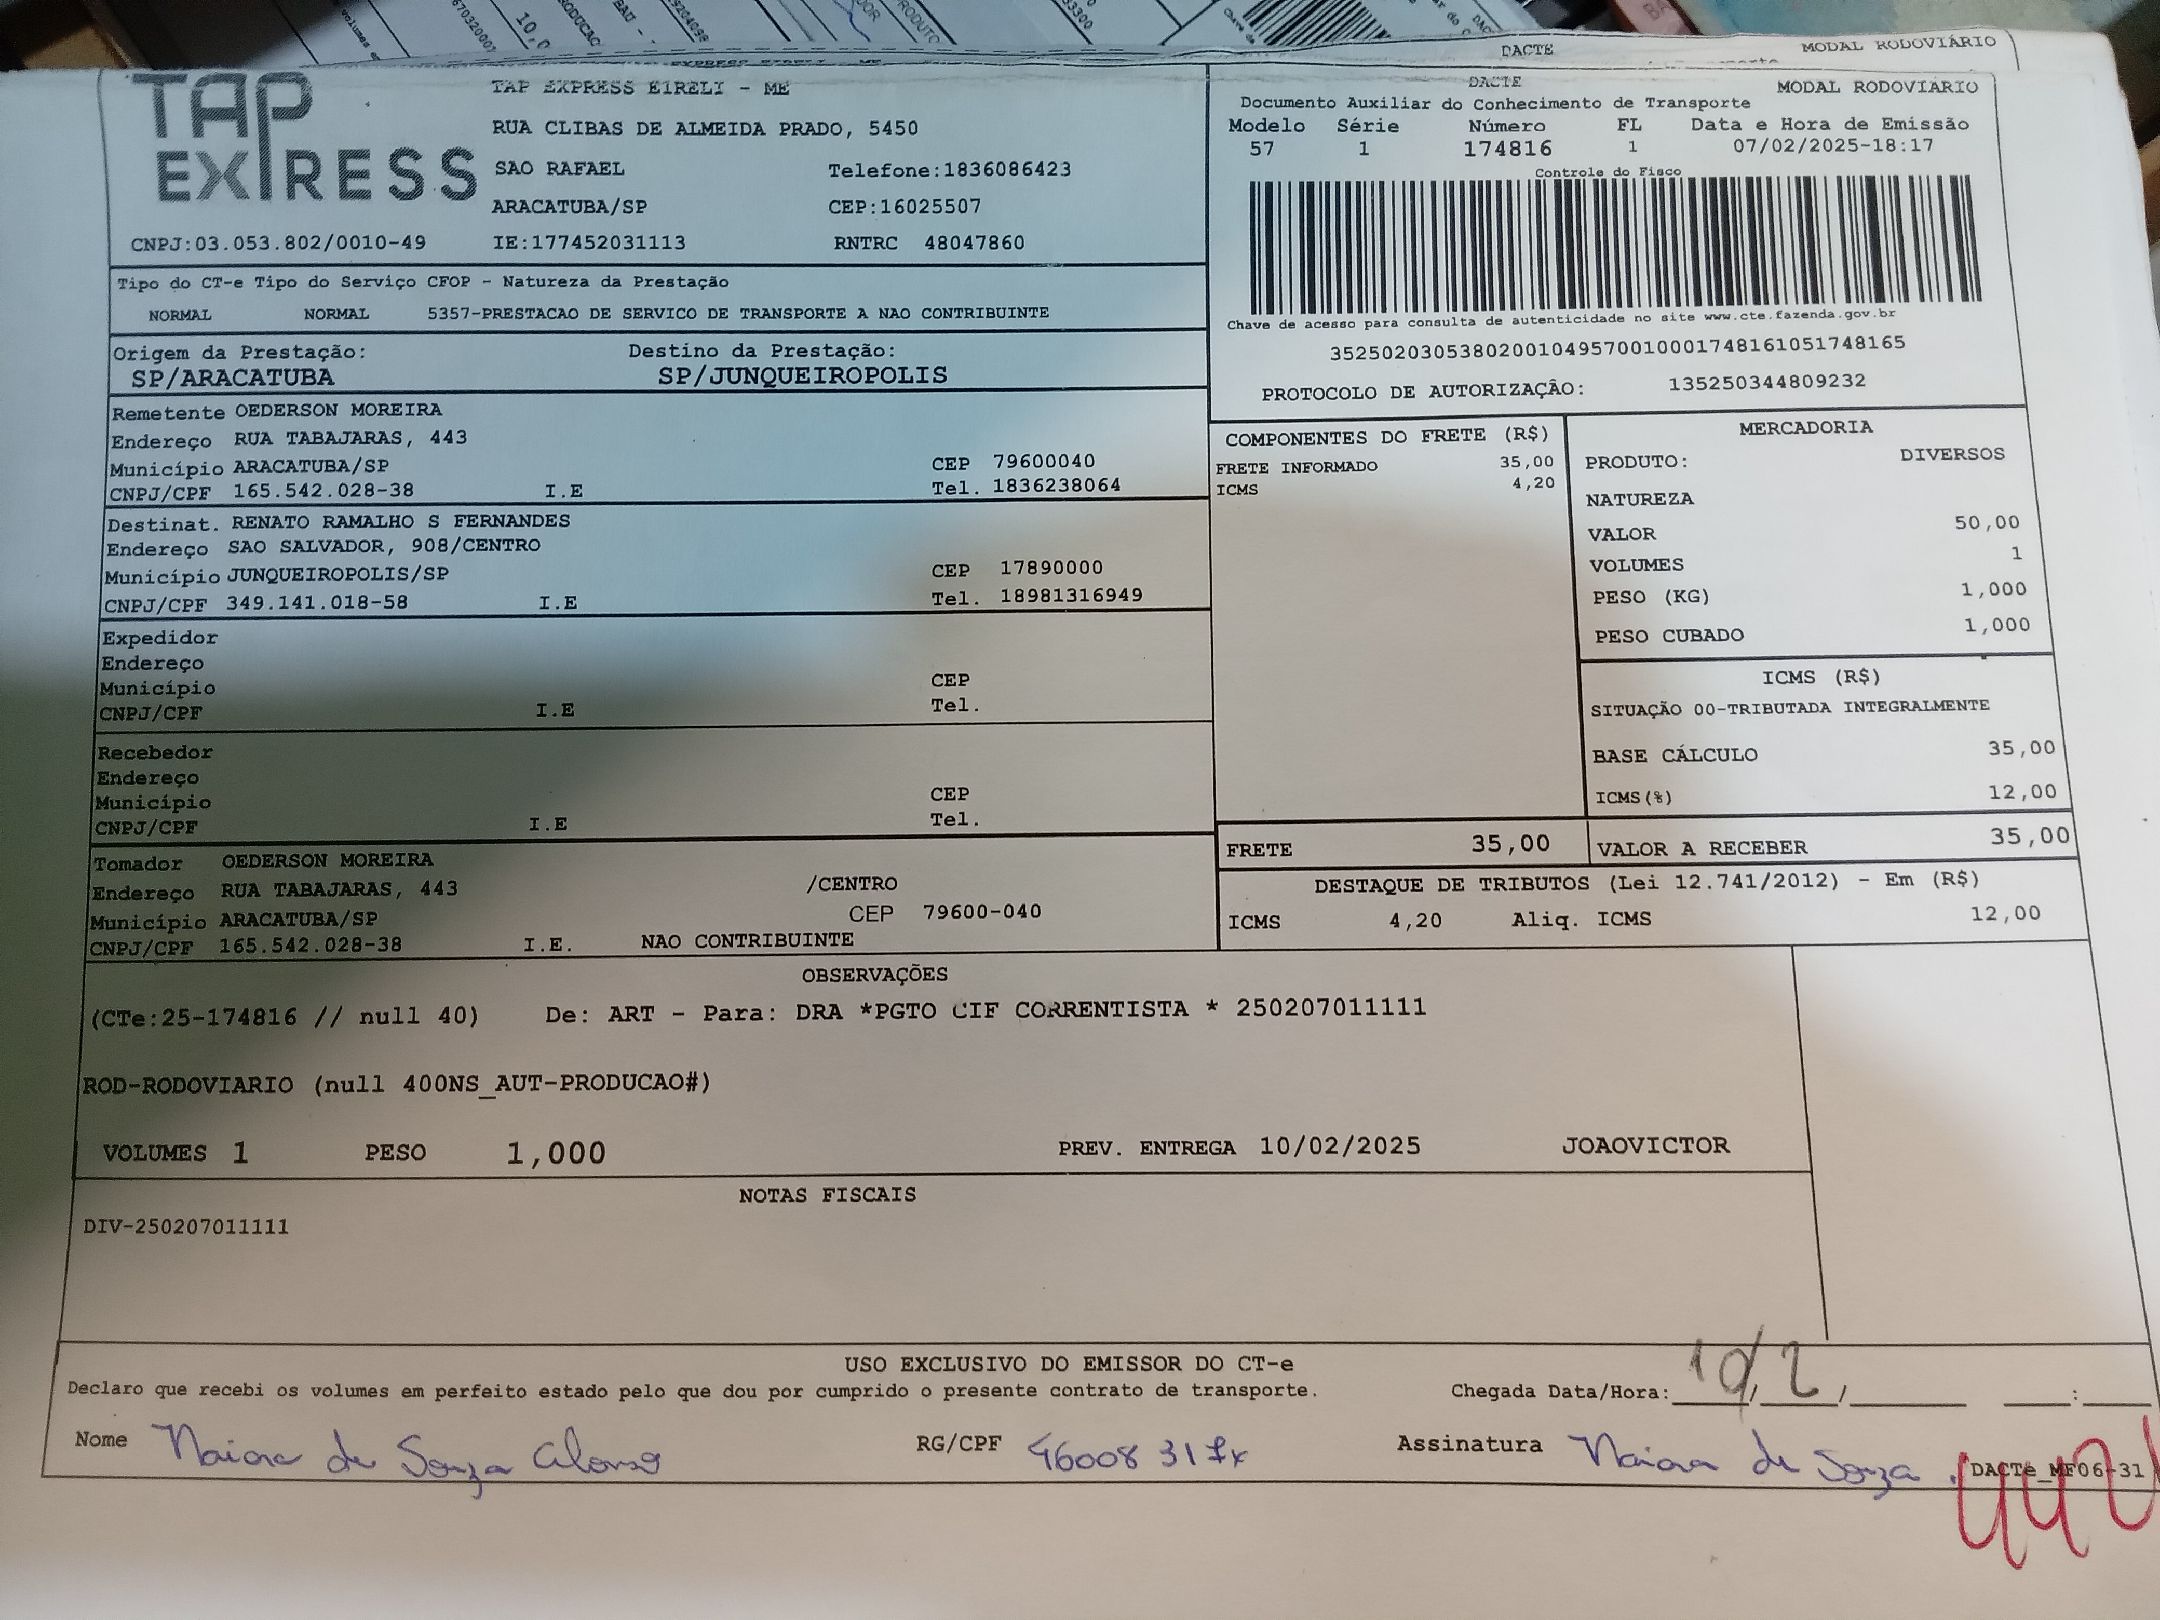 DACTE MODAL RODOVIÁRIO
TAP EXPRESS
TAP EXPRESS EIRELI - ME
RUA CLIBAS DE ALMEIDA PRADO, 5450
SAO RAFAEL Telefone:1836086423
ARACATUBA/SP CEP:16025507
CNPJ:03.053.802/0010-49 IE:177452031113 RNTRC 48047860
DACTE MODAL RODOVIÁRIO
Documento Auxiliar do Conhecimento de Transporte
Modelo Série Número FL Data e Hora de Emissão
57 1 174816 1 07/02/2025-18:17
Controle do Fisco
Chave de acesso para consulta de autenticidade no site www.cte.fazenda.gov.br
35250203053802001049570010001748161051748165
PROTOCOLO DE AUTORIZAÇÃO: 135250344809232
Tipo do CT-e Tipo do Serviço CFOP - Natureza da Prestação
NORMAL NORMAL 5357-PRESTACAO DE SERVICO DE TRANSPORTE A NAO CONTRIBUINTE
Origem da Prestação: Destino da Prestação:
SP/ARACATUBA SP/JUNQUEIROPOLIS
Remetente OEDERSON MOREIRA
Endereço RUA TABAJARAS, 443
Município ARACATUBA/SP CEP 79600040
CNPJ/CPF 165.542.028-38 I.E Tel. 1836238064
Destinat. RENATO RAMALHO S FERNANDES
Endereço SAO SALVADOR, 908/CENTRO
Município JUNQUEIROPOLIS/SP CEP 17890000
CNPJ/CPF 349.141.018-58 I.E Tel. 18981316949
Expedidor
Endereço
Município CEP
CNPJ/CPF I.E Tel.
Recebedor
Endereço
Município CEP
CNPJ/CPF I.E Tel.
Tomador OEDERSON MOREIRA
Endereço RUA TABAJARAS, 443 /CENTRO
Município ARACATUBA/SP CEP 79600-040
CNPJ/CPF 165.542.028-38 I.E. NAO CONTRIBUINTE
COMPONENTES DO FRETE (R$)
FRETE INFORMADO 35,00
ICMS 4,20
MERCADORIA
PRODUTO: DIVERSOS
NATUREZA
VALOR 50,00
VOLUMES 1
PESO (KG) 1,000
PESO CUBADO 1,000
ICMS (R$)
SITUAÇÃO 00-TRIBUTADA INTEGRALMENTE
BASE CÁLCULO 35,00
ICMS(%) 12,00
FRETE 35,00 VALOR A RECEBER 35,00
DESTAQUE DE TRIBUTOS (Lei 12.741/2012) - Em (R$)
ICMS 4,20 Aliq. ICMS 12,00
OBSERVAÇÕES
(CTe:25-174816 // null 40) De: ART - Para: DRA *PGTO CIF CORRENTISTA * 250207011111
ROD-RODOVIARIO (null 400NS_AUT-PRODUCAO#)
VOLUMES 1 PESO 1,000 PREV. ENTREGA 10/02/2025 JOAOVICTOR
NOTAS FISCAIS
DIV-250207011111
USO EXCLUSIVO DO EMISSOR DO CT-e
Declaro que recebi os volumes em perfeito estado pelo que dou por cumprido o presente contrato de transporte. Chegada Data/Hora: 10/2/ :
Nome Naiara de Souza Alonso RG/CPF Assinatura Naiara de Souza
DACTe_MF06-31